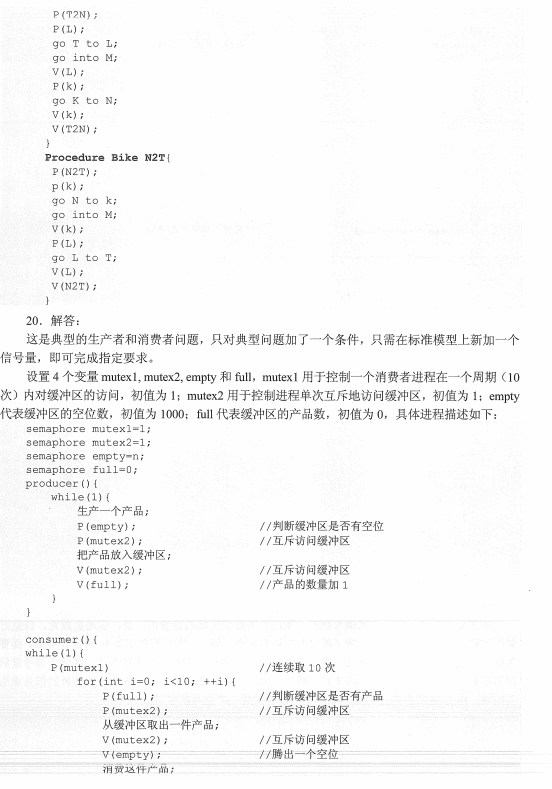 P(T2N);
P(L);
go T to L;
go into M;
V(L);
P(k);
go K to N;
V(k);
V(T2N);
}
Procedure Bike N2T{
P(N2T);
p(k);
go N to k;
go into M;
V(k);
P(L);
go L to T;
V(L);
V(N2T);
}
20．解答：
这是典型的生产者和消费者问题，只对典型问题加了一个条件，只需在标准模型上新加一个
信号量，即可完成指定要求。
设置 4 个变量 mutex1, mutex2, empty 和 full，mutex1 用于控制一个消费者进程在一个周期（10
次）内对缓冲区的访问，初值为 1；mutex2 用于控制进程单次互斥地访问缓冲区，初值为 1；empty
代表缓冲区的空位数，初值为 1000；full 代表缓冲区的产品数，初值为 0，具体进程描述如下：
semaphore mutex1=1;
semaphore mutex2=1;
semaphore empty=n;
semaphore full=0;
producer(){
while(1){
生产一个产品;
P(empty); //判断缓冲区是否有空位
P(mutex2); //互斥访问缓冲区
把产品放入缓冲区;
V(mutex2); //互斥访问缓冲区
V(full); //产品的数量加 1
}
}
consumer(){
while(1){
P(mutex1) //连续取 10 次
for(int i=0; i<10; ++i){
P(full); //判断缓冲区是否有产品
P(mutex2); //互斥访问缓冲区
从缓冲区取出一件产品;
V(mutex2); //互斥访问缓冲区
V(empty); //腾出一个空位
消费这件产品;